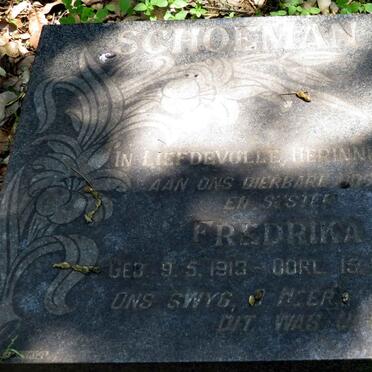 SCHOEMAN
IN LIEFDEVOLLE HERINN
AAN ONS DIERBARE
EN SUSTER
FREDRIKA
GEB. 9.5.1913 - OORL. 15.
ONS SWYG, O HEER,
DIT WAS U